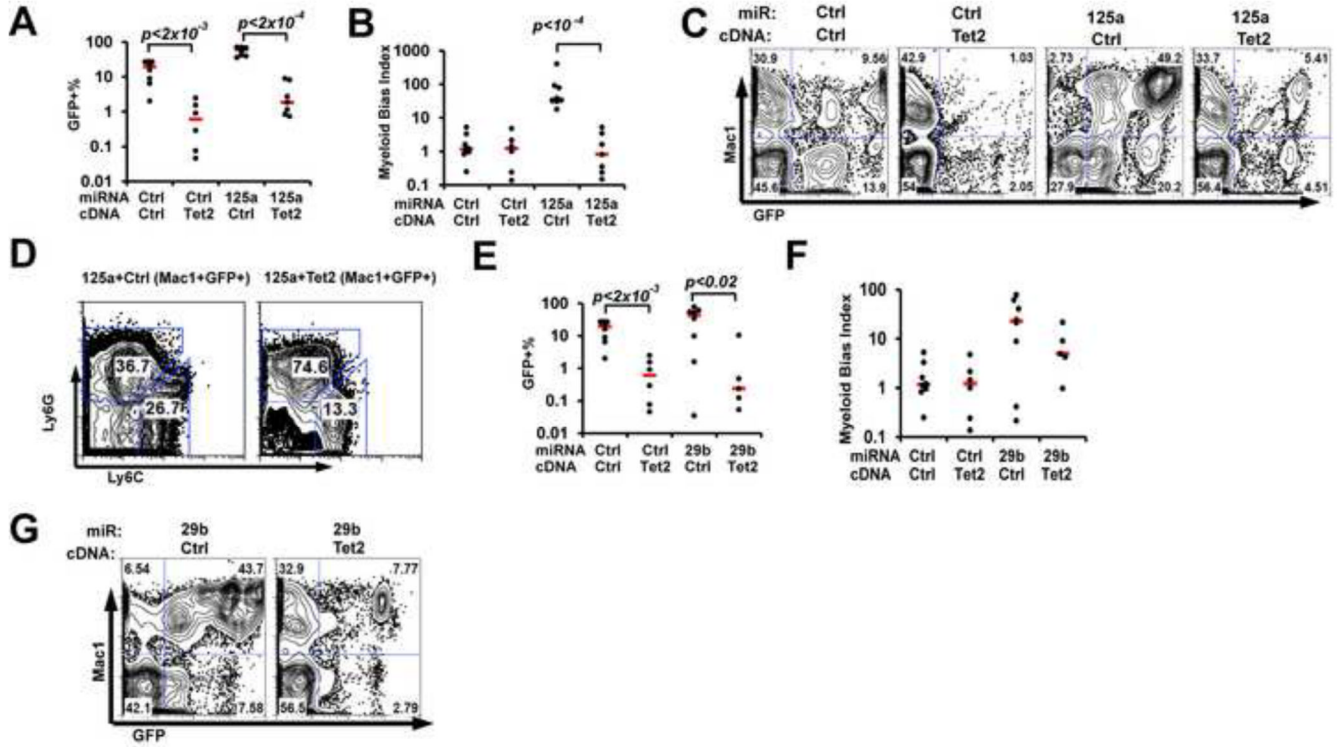 A
p<2x10⁻³
p<2x10⁻⁴
GFP+%
100
10
1
0.1
0.01
miRNA Ctrl Ctrl 125a 125a
cDNA Ctrl Tet2 Ctrl Tet2
B
p<10⁻⁴
Myeloid Bias Index
1000
100
10
1
0.1
miRNA Ctrl Ctrl 125a 125a
cDNA Ctrl Tet2 Ctrl Tet2
C
miR: Ctrl Ctrl 125a 125a
cDNA: Ctrl Tet2 Ctrl Tet2
30.9 9.56 42.9 1.03 2.73 49.2 33.7 5.41
Mac1
45.6 13.9 54 2.05 27.9 20.2 56.4 4.51
GFP
D
125a+Ctrl (Mac1+GFP+) 125a+Tet2 (Mac1+GFP+)
36.7 74.6
26.7 13.3
Ly6G
Ly6C
E
p<2x10⁻³
p<0.02
GFP+%
100
10
1
0.1
0.01
miRNA Ctrl Ctrl 29b 29b
cDNA Ctrl Tet2 Ctrl Tet2
F
Myeloid Bias Index
100
10
1
0.1
miRNA Ctrl Ctrl 29b 29b
cDNA Ctrl Tet2 Ctrl Tet2
G
miR: 29b 29b
cDNA: Ctrl Tet2
6.54 43.7 32.9 7.77
Mac1
42.1 7.58 56.5 2.79
GFP